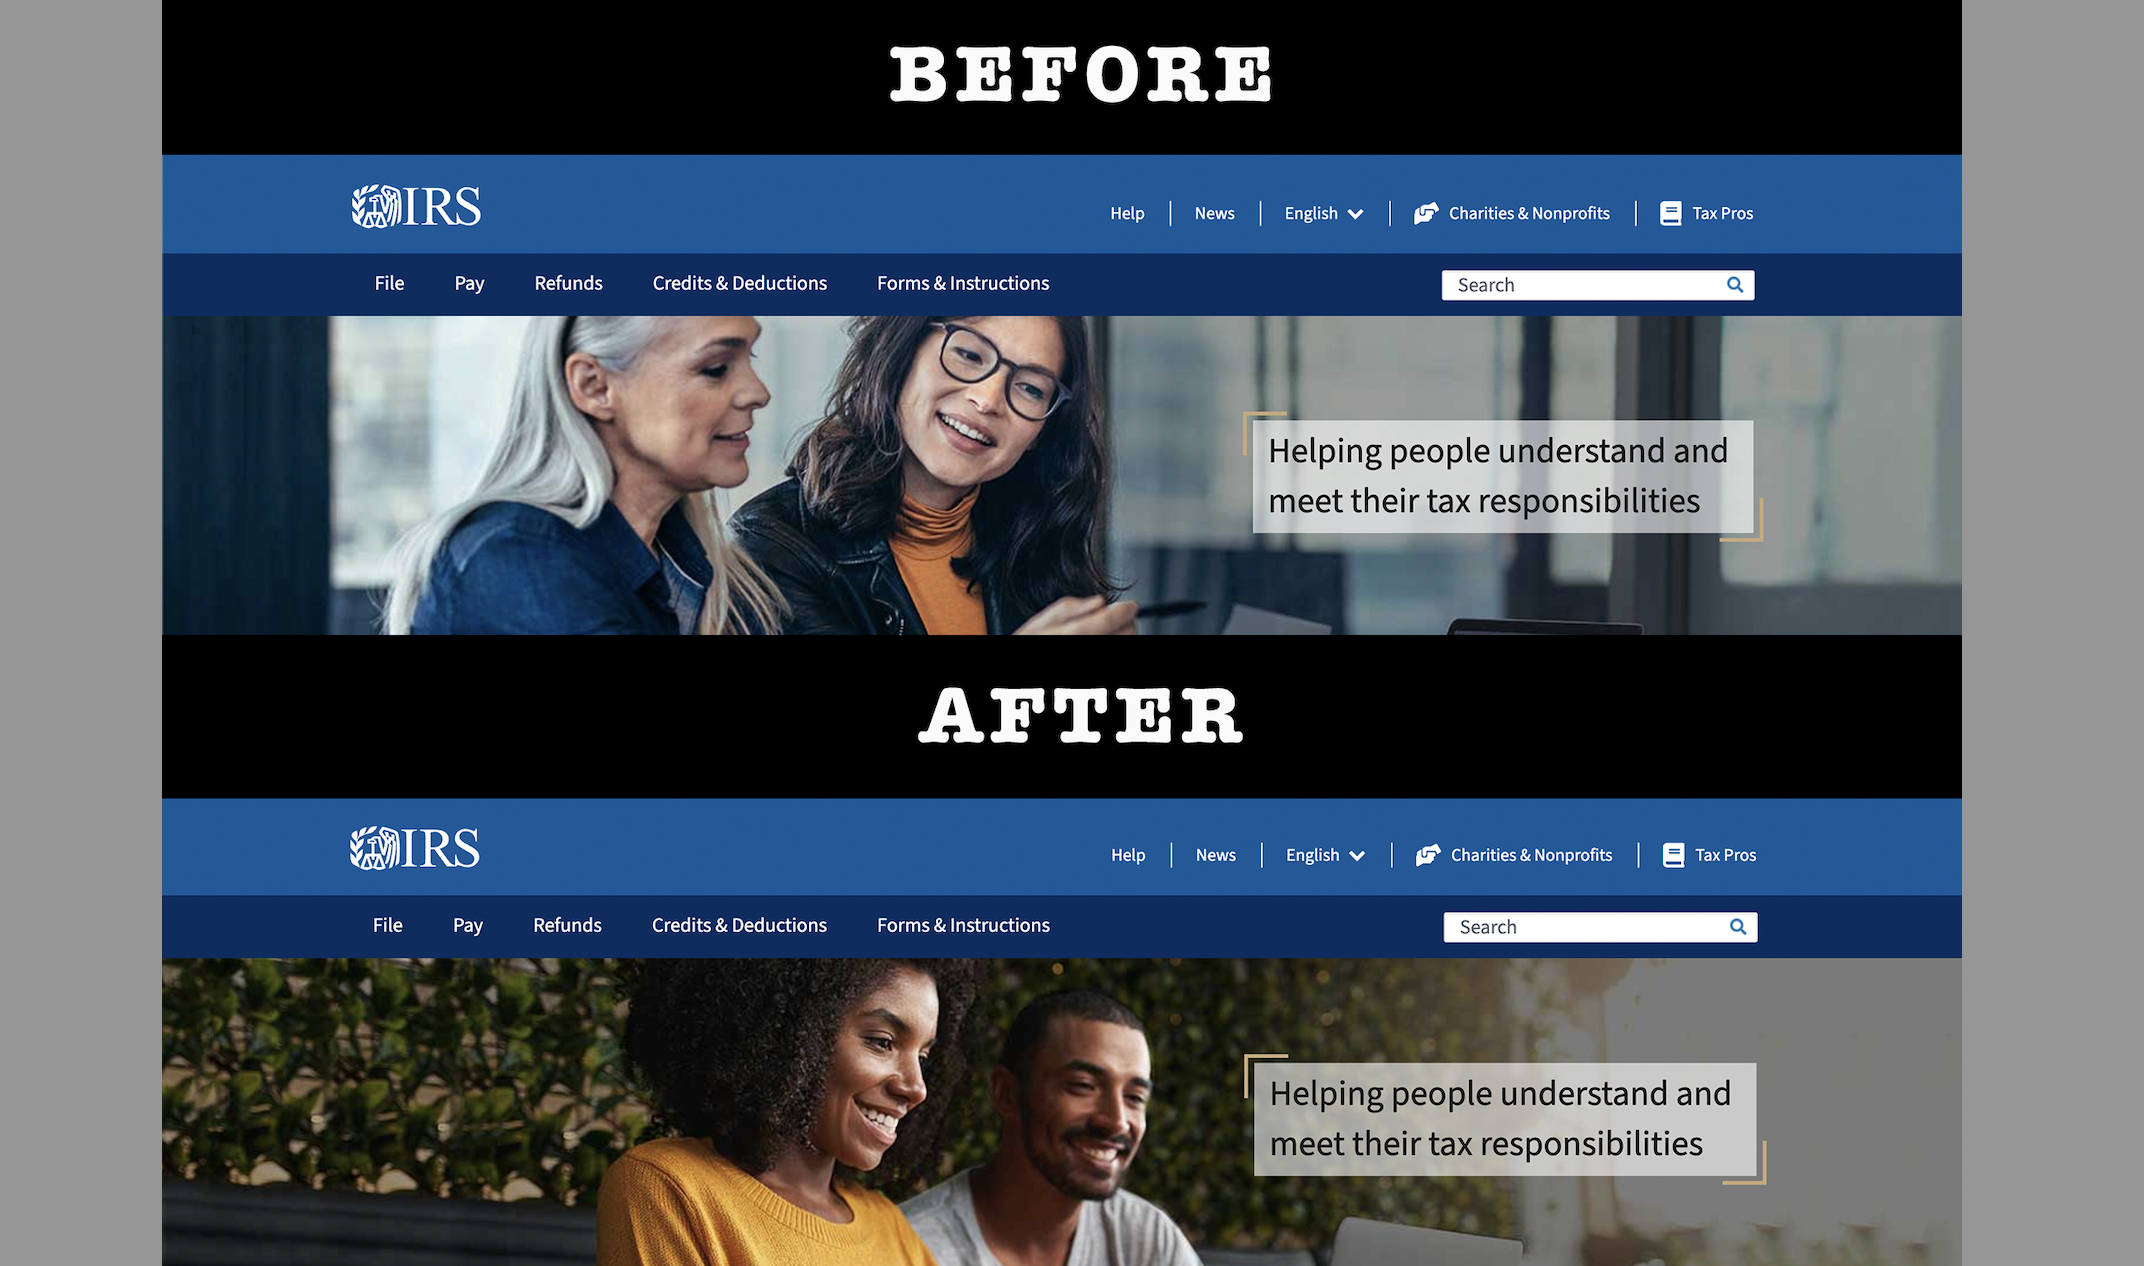 BEFORE
IRS
Help News English Charities & Nonprofits Tax Pros
File Pay Refunds Credits & Deductions Forms & Instructions Search
Helping people understand and
meet their tax responsibilities
AFTER
IRS
Help News English Charities & Nonprofits Tax Pros
File Pay Refunds Credits & Deductions Forms & Instructions Search
Helping people understand and
meet their tax responsibilities